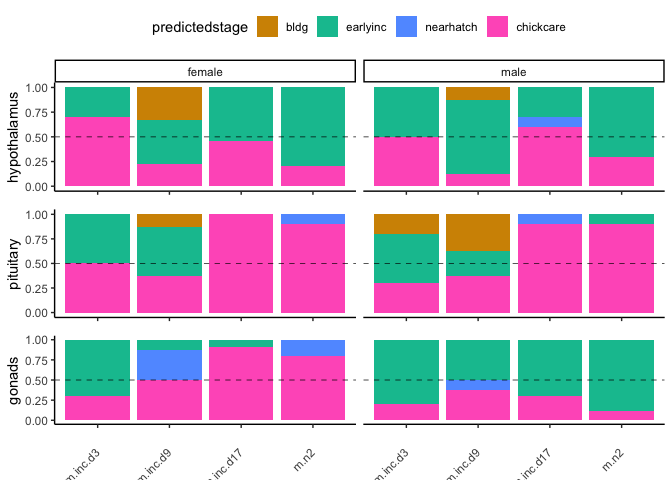 predictedstage bldg earlyinc nearhatch chickcare
female male
hypothalamus
1.00
0.75
0.50
0.25
0.00
pituitary
1.00
0.75
0.50
0.25
0.00
gonads
1.00
0.75
0.50
0.25
0.00
m.inc.d3 m.inc.d9 m.inc.d17 m.n2 m.inc.d3 m.inc.d9 m.inc.d17 m.n2